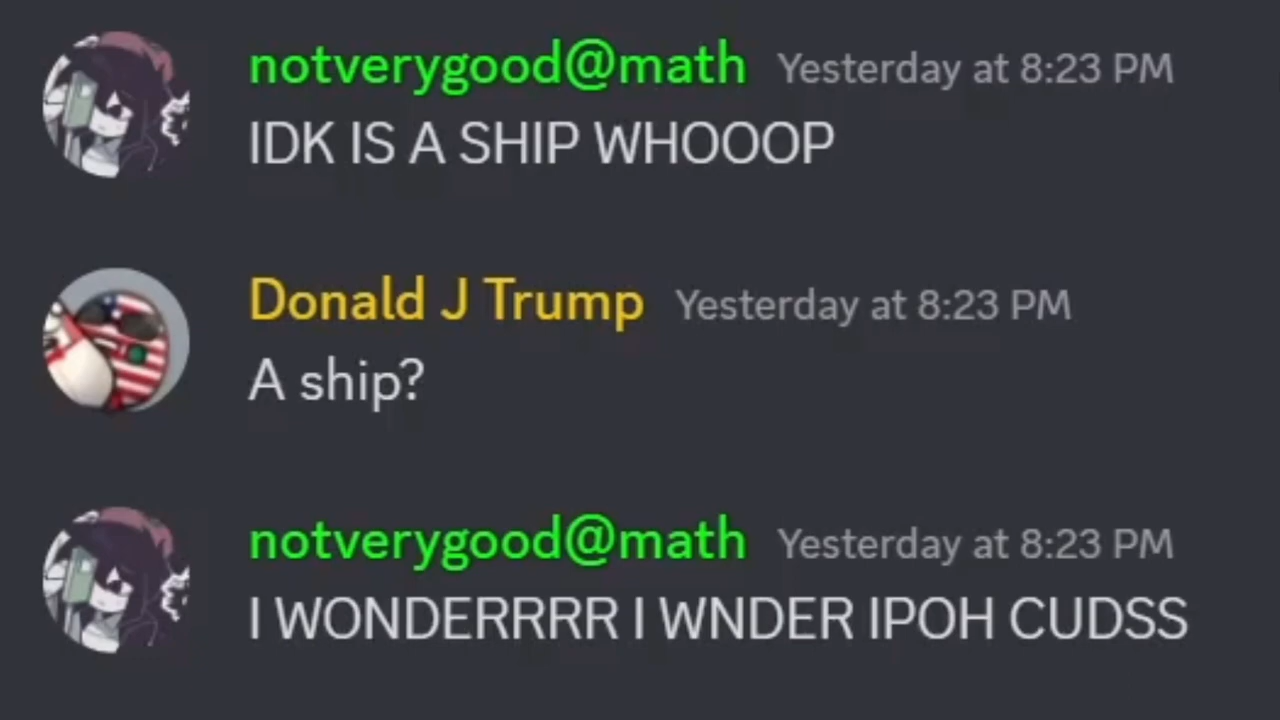 notverygood@math Yesterday at 8:23 PM
IDK IS A SHIP WHOOOP
Donald J Trump Yesterday at 8:23 PM
A ship?
notverygood@math Yesterday at 8:23 PM
I WONDERRRR I WNDER IPOH CUDSS